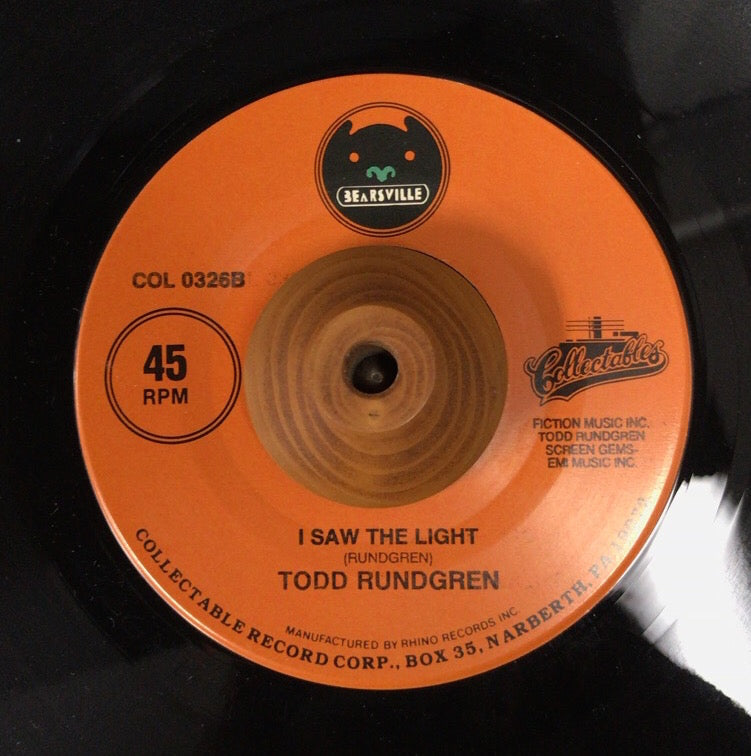 BEARSVILLE
COL 0326B
45
RPM
Collectables
FICTION MUSIC INC.
TODD RUNDGREN
SCREEN GEMS-
EMI MUSIC INC.
I SAW THE LIGHT
(RUNDGREN)
TODD RUNDGREN
MANUFACTURED BY RHINO RECORDS INC.
COLLECTABLE RECORD CORP., BOX 35, NARBERTH, PA